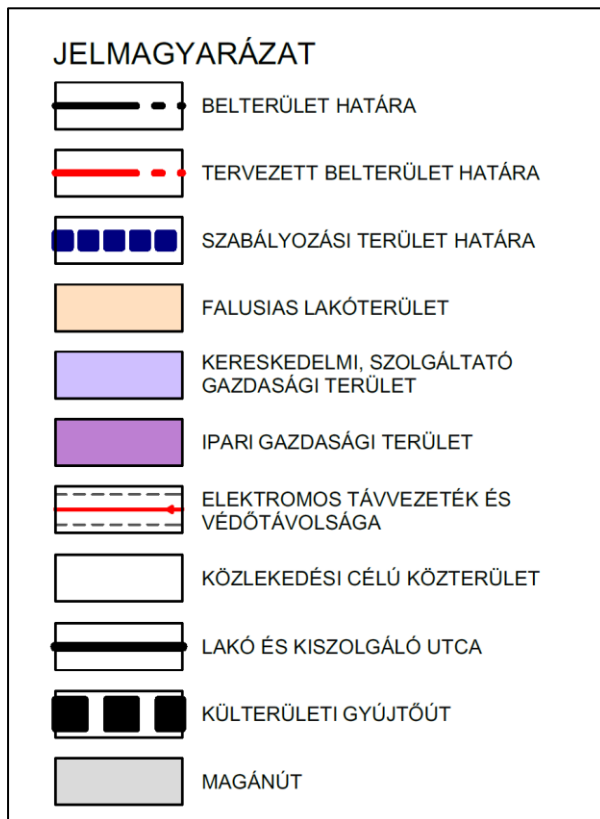 JELMAGYARÁZAT
BELTERÜLET HATÁRA
TERVEZETT BELTERÜLET HATÁRA
SZABÁLYOZÁSI TERÜLET HATÁRA
FALUSIAS LAKÓTERÜLET
KERESKEDELMI, SZOLGÁLTATÓ
GAZDASÁGI TERÜLET
IPARI GAZDASÁGI TERÜLET
ELEKTROMOS TÁVVEZETÉK ÉS
VÉDŐTÁVOLSÁGA
KÖZLEKEDÉSI CÉLÚ KÖZTERÜLET
LAKÓ ÉS KISZOLGÁLÓ UTCA
KÜLTERÜLETI GYÚJTŐÚT
MAGÁNÚT